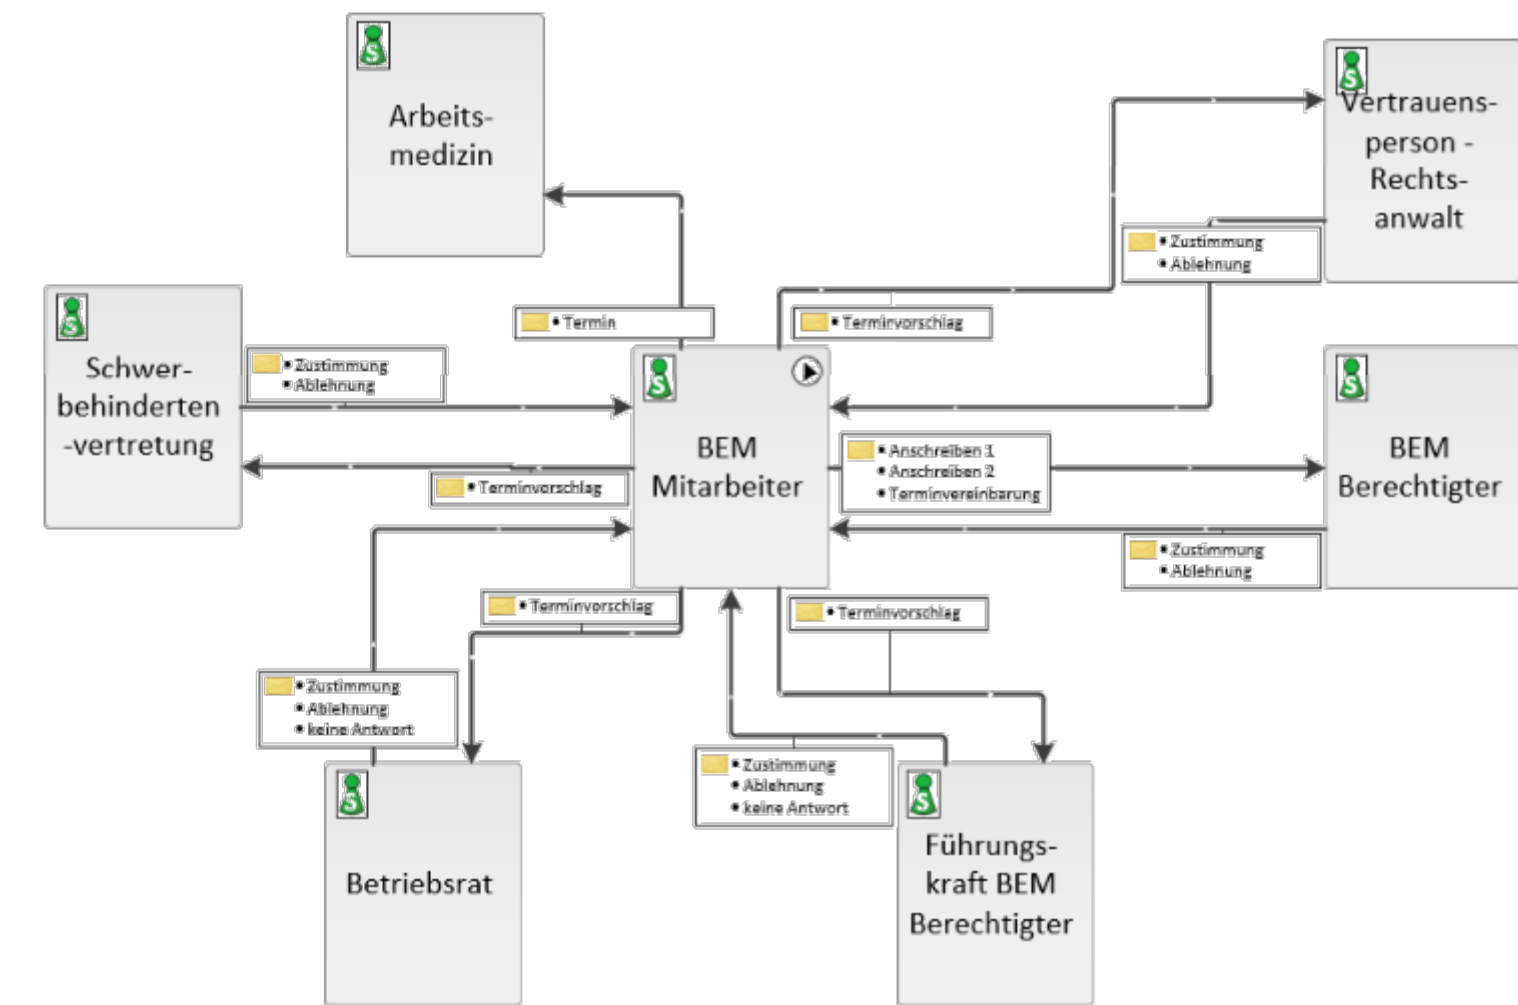 Arbeits-
medizin
Vertrauens-
person -
Rechts-
anwalt
Zustimmung
Ablehnung
Termin
Terminvorschlag
Schwer-
behinderten
-vertretung
Zustimmung
Ablehnung
BEM
Mitarbeiter
BEM
Berechtigter
Anschreiben 1
Anschreiben 2
Terminvereinbarung
Terminvorschlag
Zustimmung
Ablehnung
Terminvorschlag
Terminvorschlag
Zustimmung
Ablehnung
keine Antwort
Zustimmung
Ablehnung
keine Antwort
Betriebsrat
Führungs-
kraft BEM
Berechtigter